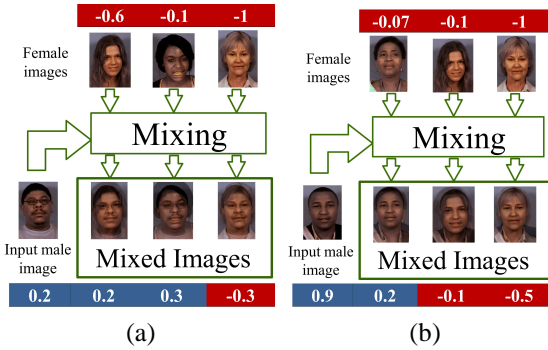 -0.6 -0.1 -1
Female
images
Mixing
Input male
image
Mixed Images
0.2 0.2 0.3 -0.3
(a)
-0.07 -0.1 -1
Female
images
Mixing
Input male
image
Mixed Images
0.9 0.2 -0.1 -0.5
(b)